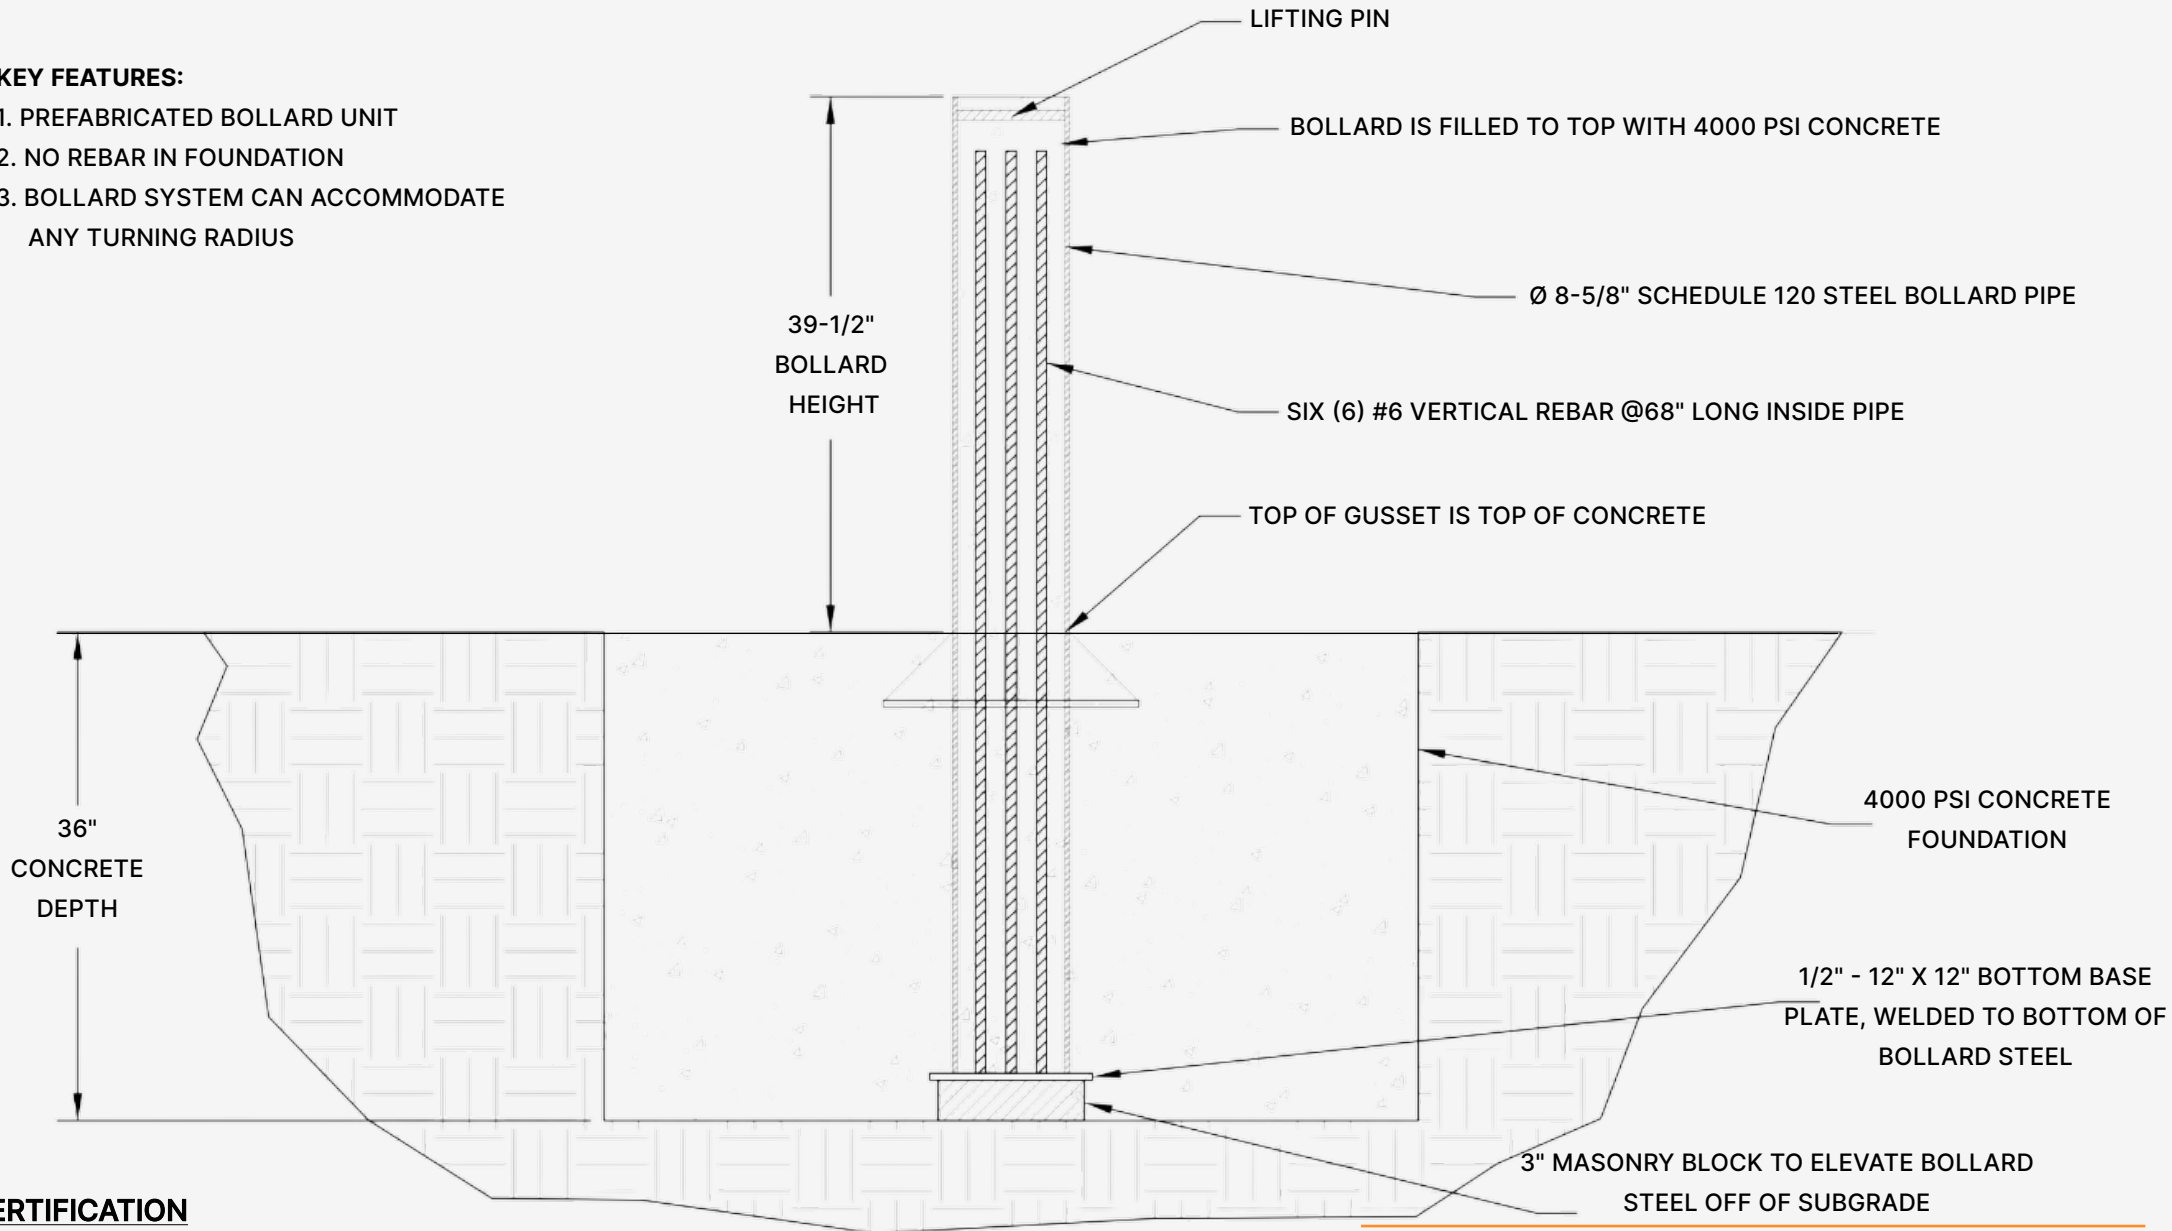 LIFTING PIN
KEY FEATURES:
1. PREFABRICATED BOLLARD UNIT
2. NO REBAR IN FOUNDATION
3. BOLLARD SYSTEM CAN ACCOMMODATE
ANY TURNING RADIUS
BOLLARD IS FILLED TO TOP WITH 4000 PSI CONCRETE
Ø 8-5/8" SCHEDULE 120 STEEL BOLLARD PIPE
39-1/2"
BOLLARD
HEIGHT
SIX (6) #6 VERTICAL REBAR @68" LONG INSIDE PIPE
TOP OF GUSSET IS TOP OF CONCRETE
36"
CONCRETE
DEPTH
4000 PSI CONCRETE
FOUNDATION
1/2" - 12" X 12" BOTTOM BASE
PLATE, WELDED TO BOTTOM OF
BOLLARD STEEL
3" MASONRY BLOCK TO ELEVATE BOLLARD
STEEL OFF OF SUBGRADE
ERTIFICATION